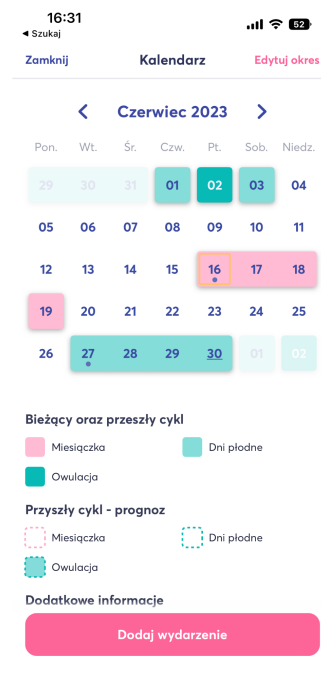 16:31
52
◀ Szukaj
Zamknij Kalendarz Edytuj okres
Czerwiec 2023
Pon. Wt. Śr. Czw. Pt. Sob. Niedz.
29 30 31 01 02 03 04
05 06 07 08 09 10 11
12 13 14 15 16 17 18
19 20 21 22 23 24 25
26 27 28 29 30 01 02
Bieżący oraz przeszły cykl
Miesiączka Dni płodne
Owulacja
Przyszły cykl - prognoz
Miesiączka Dni płodne
Owulacja
Dodatkowe informacje
Dodaj wydarzenie